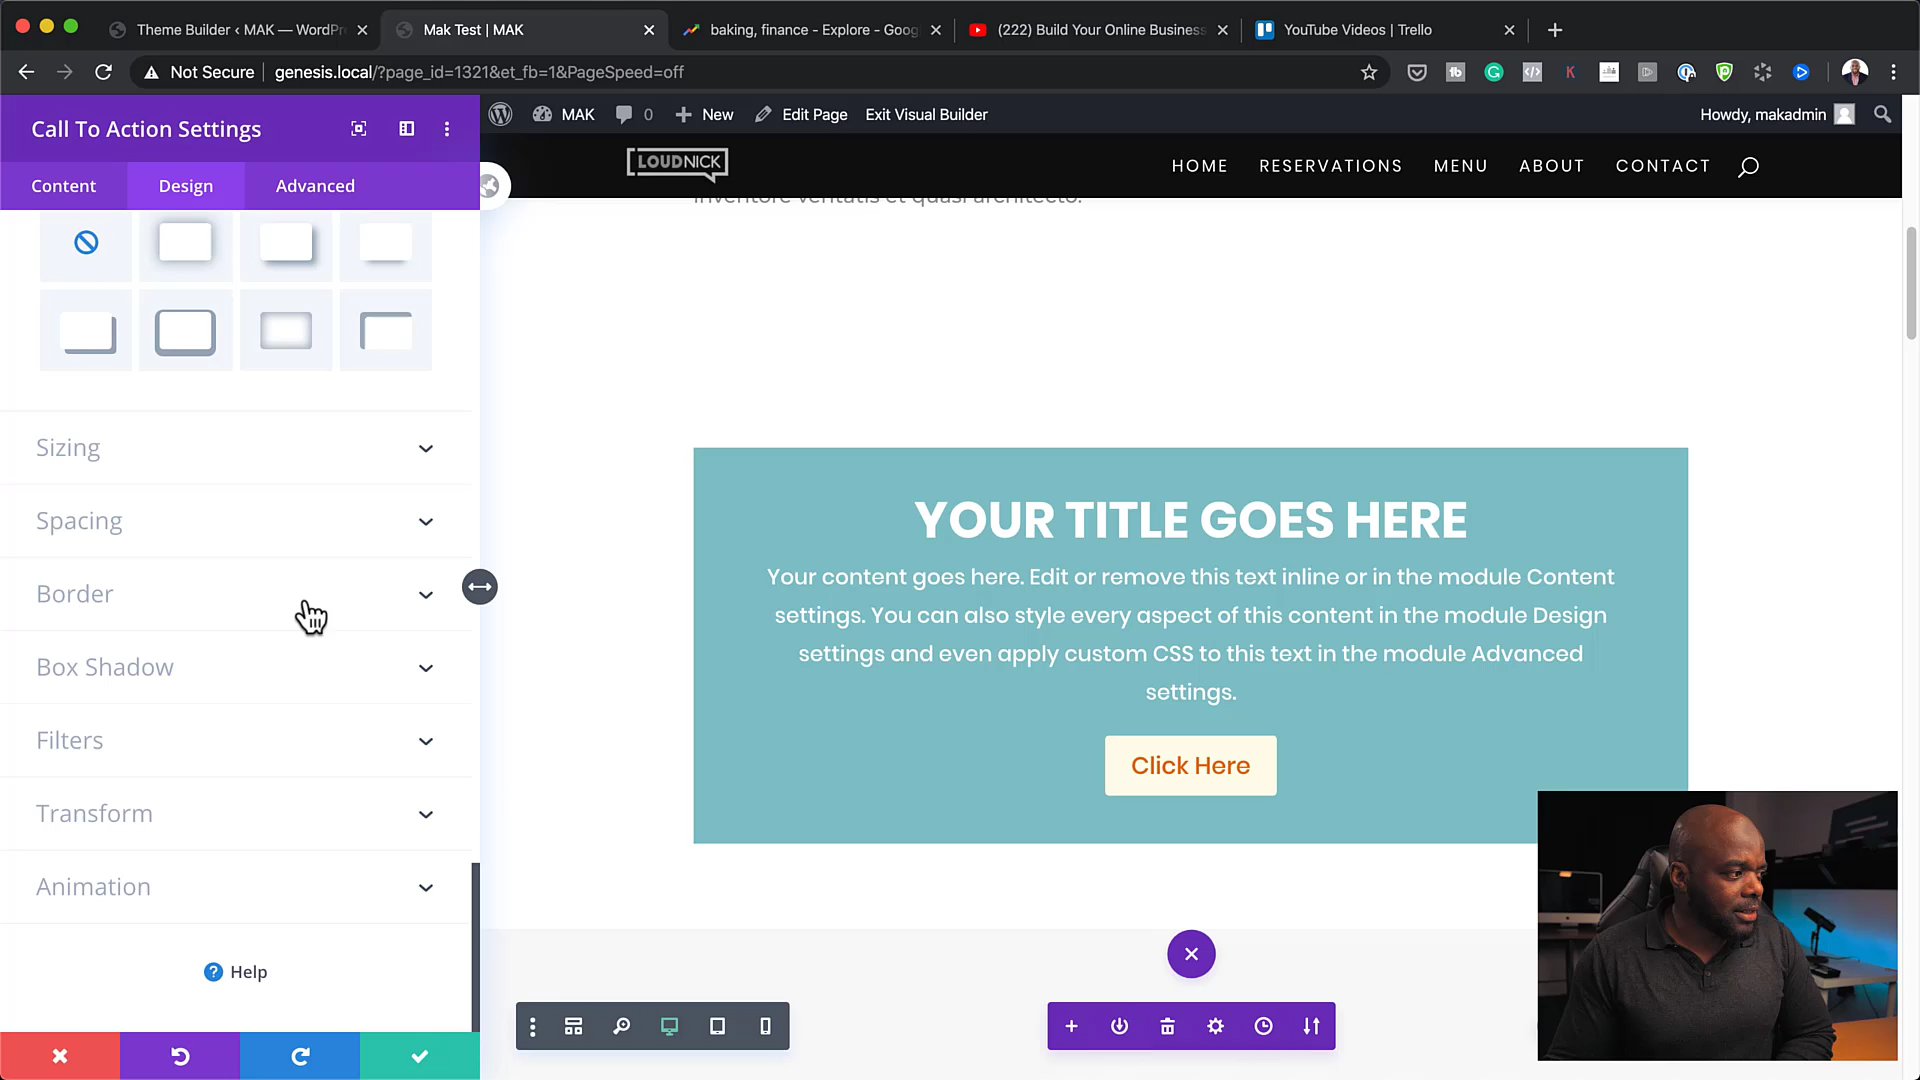 Theme Builder ‹ MAK — WordPr
Mak Test | MAK
baking, finance - Explore - Goog
(222) Build Your Online Business
YouTube Videos | Trello
Not Secure
genesis.local/?page_id=1321&et_fb=1&PageSpeed=off
Call To Action Settings
MAK
0
New
Edit Page
Exit Visual Builder
Howdy, makadmin
Content
Design
Advanced
LOUDNICK
HOME
RESERVATIONS
MENU
ABOUT
CONTACT
inventore veritatis et quasi architecto.
Sizing
Spacing
Border
Box Shadow
Filters
Transform
Animation
Help
YOUR TITLE GOES HERE
Your content goes here. Edit or remove this text inline or in the module Content
settings. You can also style every aspect of this content in the module Design
settings and even apply custom CSS to this text in the module Advanced
settings.
Click Here